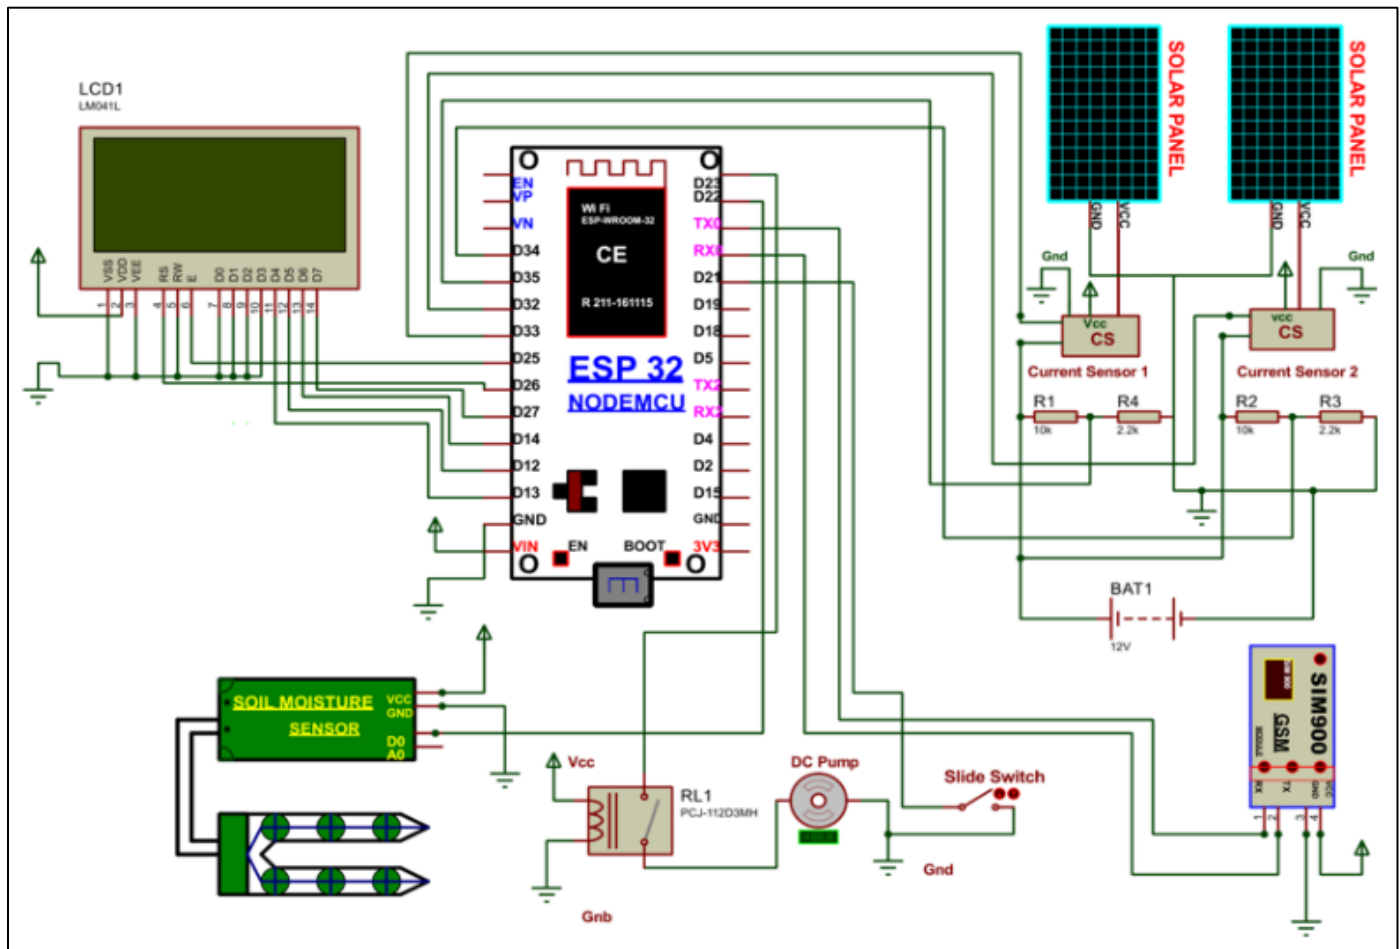 LCD1
LM041L
VSS
VDD
VEE
RS
RW
E
D0
D1
D2
D3
D4
D5
D6
D7
1
2
3
4
5
6
7
8
9
10
11
12
13
14
EN
VP
VN
D34
D35
D32
D33
D25
D26
D27
D14
D12
D13
GND
VIN
Wi Fi
ESP-WROOM-32
CE
R 211-161115
ESP 32
NODEMCU
EN
BOOT
D23
D22
TX0
RX0
D21
D19
D18
D5
TX2
RX2
D4
D2
D15
GND
3V3
SOLAR PANEL
SOLAR PANEL
GND
VCC
GND
VCC
Gnd
Gnd
Vcc
CS
vcc
CS
Current Sensor 1
Current Sensor 2
R1
10k
R4
2.2k
R2
10k
R3
2.2k
BAT1
12V
SOIL MOISTURE
SENSOR
VCC
GND
D0
A0
Vcc
RL1
PCJ-112D3MH
Gnb
DC Pump
Slide Switch
Gnd
SIM900
GSM
MODULE
RX
TX
GND
VCC
1
2
3
4